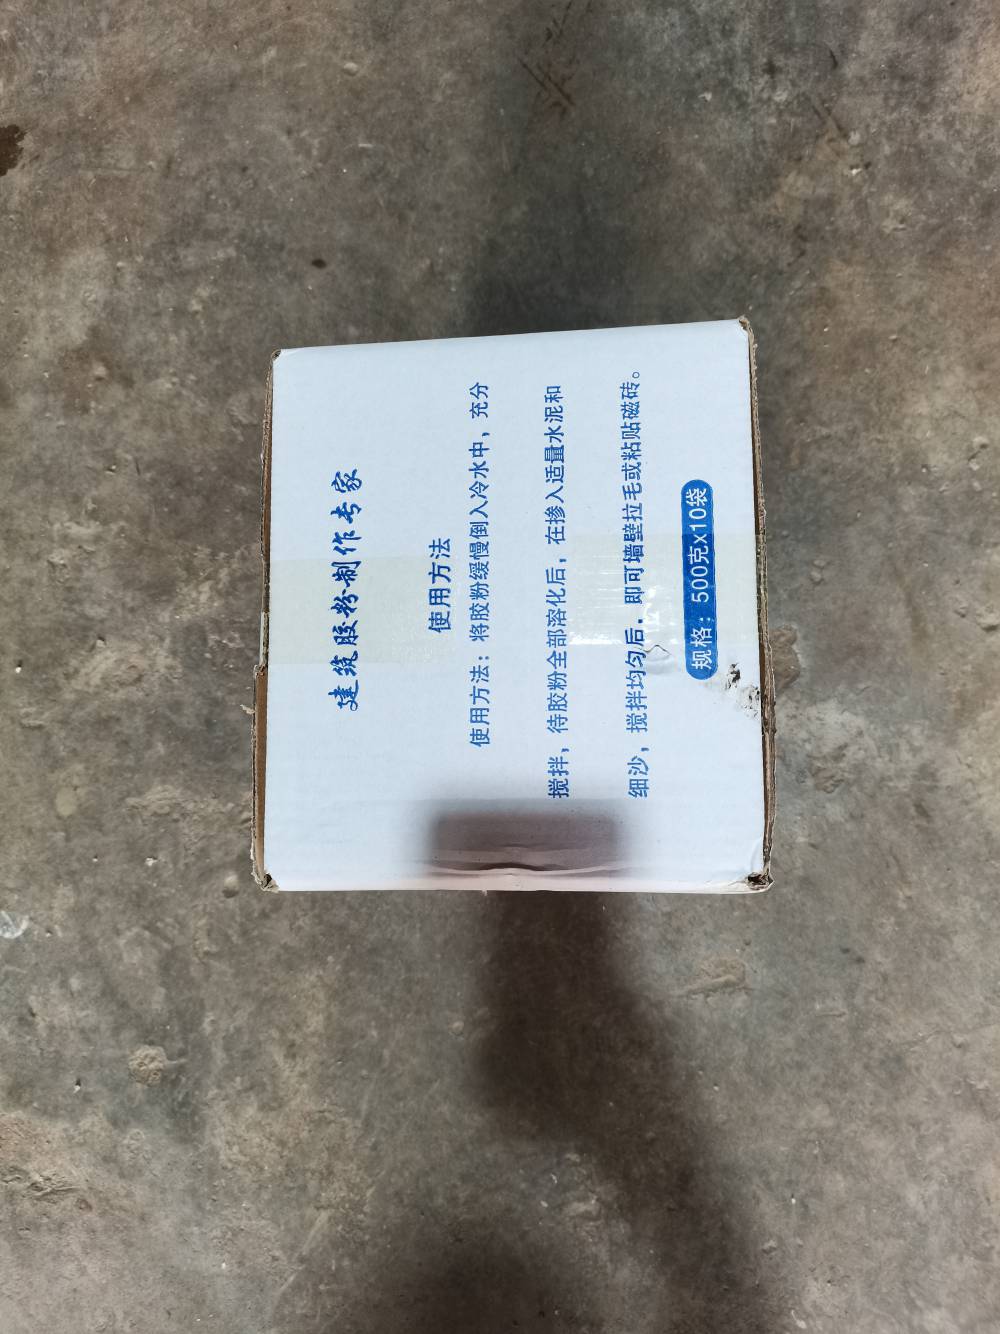 建筑胶粉制作专家
使用方法
使用方法：将胶粉缓慢倒入冷水中，充分
搅拌，待胶粉全部溶化后，在掺入适量水泥和
细沙，搅拌均匀后，即可墙壁拉毛或粘贴磁砖。
规格：500克x10袋